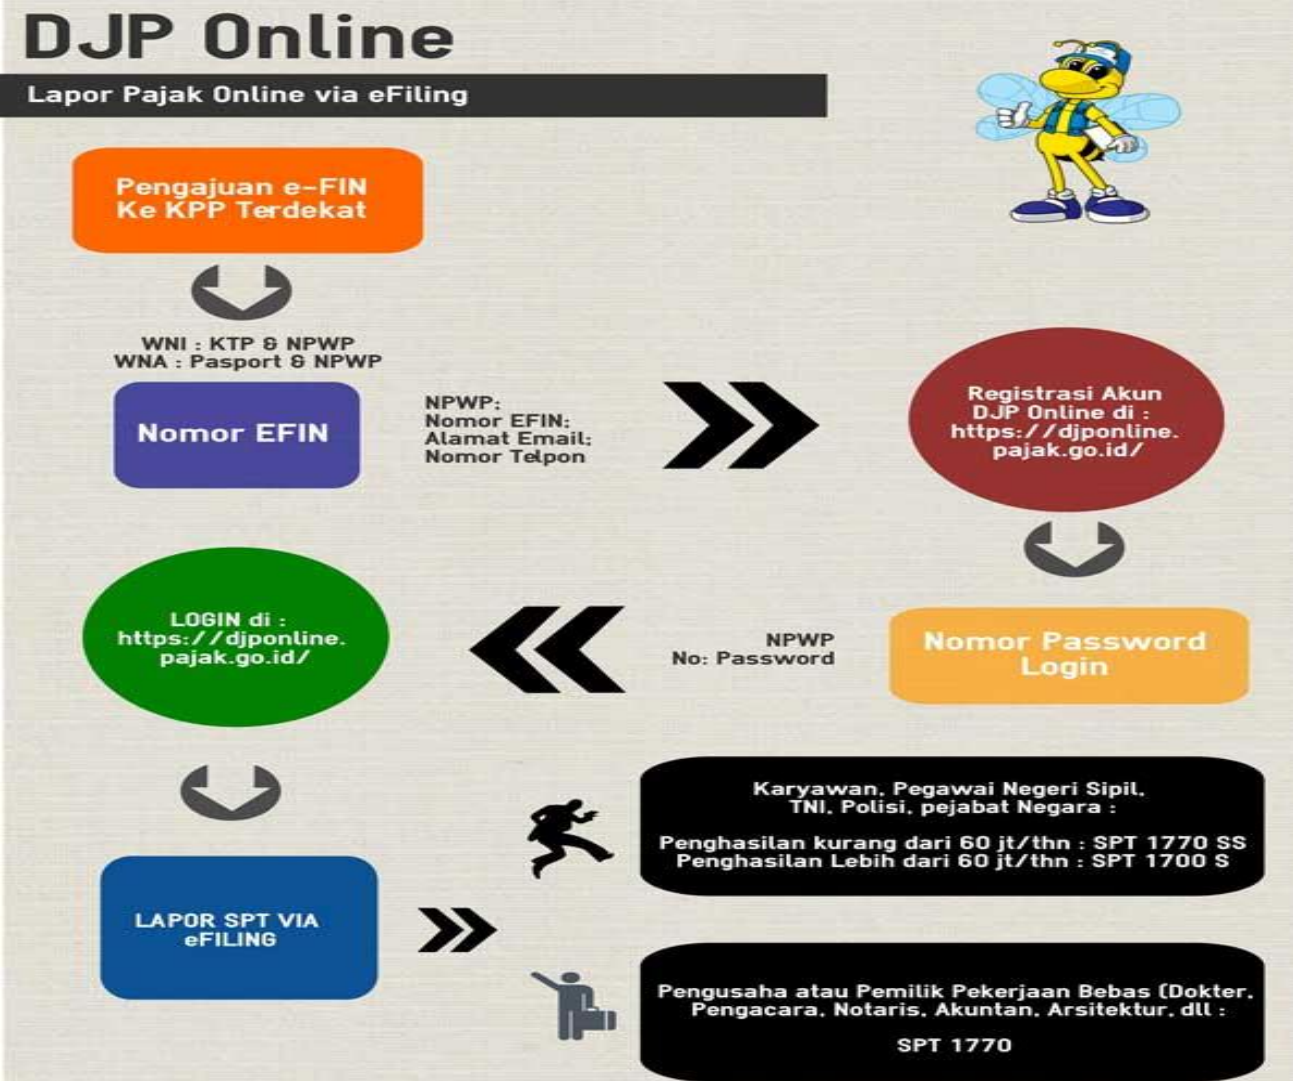 DJP Online
Lapor Pajak Online via eFiling
Pengajuan e-FIN
Ke KPP Terdekat
WNI : KTP & NPWP
WNA : Pasport & NPWP
Nomor EFIN
NPWP;
Nomor EFIN;
Alamat Email;
Nomor Telpon
Registrasi Akun
DJP Online di :
https://djponline.
pajak.go.id/
Nomor Password
Login
NPWP
No: Password
LOGIN di :
https://djponline.
pajak.go.id/
LAPOR SPT VIA
eFILING
Karyawan, Pegawai Negeri Sipil,
TNI, Polisi, pejabat Negara :
Penghasilan kurang dari 60 jt/thn : SPT 1770 SS
Penghasilan Lebih dari 60 jt/thn : SPT 1700 S
Pengusaha atau Pemilik Pekerjaan Bebas (Dokter,
Pengacara, Notaris, Akuntan, Arsitektur, dll :
SPT 1770